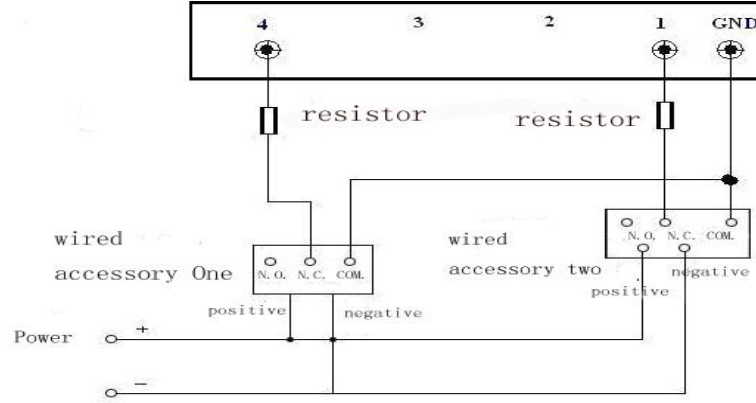 4 3 2 1 GND
resistor resistor
wired
accessory One
N.O. N.C. COM.
wired
accessory two
N.O. N.C. COM.
positive negative
positive negative
Power + 
−